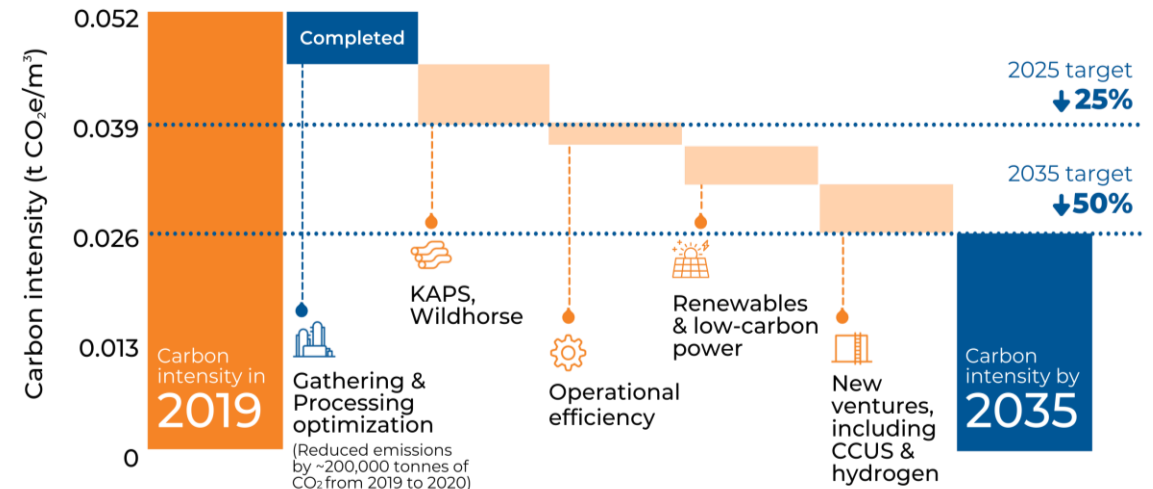 Carbon intensity (t CO₂e/m³)
0.052
0.039
0.026
0.013
0
Carbon
intensity in
2019
Completed
Gathering &
Processing
optimization
(Reduced emissions
by ~200,000 tonnes of
CO₂ from 2019 to 2020)
KAPS,
Wildhorse
Operational
efficiency
Renewables
& low-carbon
power
New
ventures,
including
CCUS &
hydrogen
2025 target
↓25%
2035 target
↓50%
Carbon
intensity by
2035